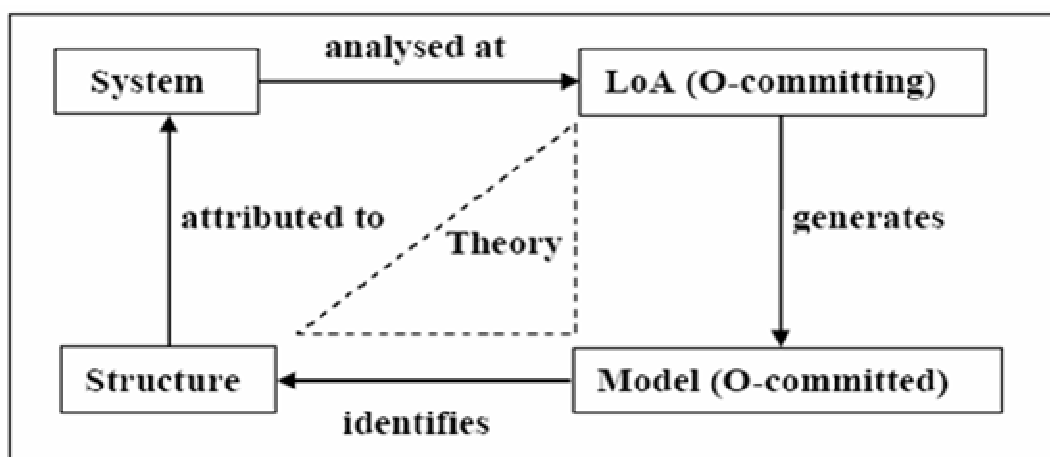 analysed at
System
LoA (O-committing)
attributed to
generates
Theory
Structure
Model (O-committed)
identifies